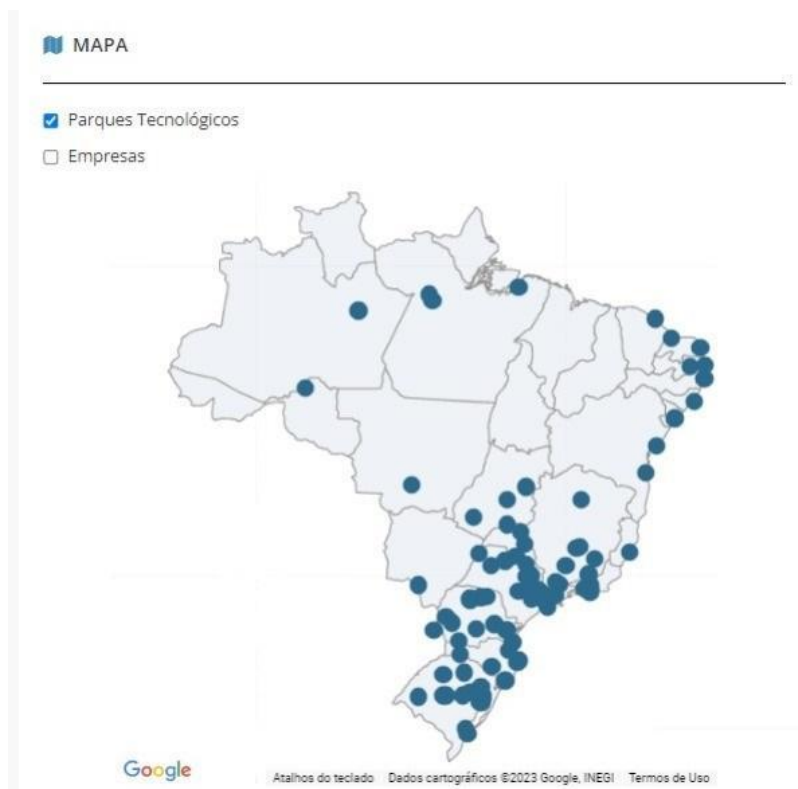 MAPA
Parques Tecnológicos
Empresas
Google
Atalhos do teclado Dados cartográficos ©2023 Google, INEGI Termos de Uso